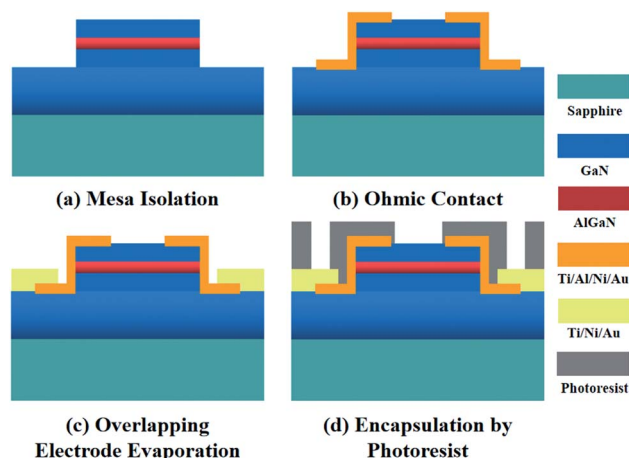 (a) Mesa Isolation
(b) Ohmic Contact
(c) Overlapping
Electrode Evaporation
(d) Encapsulation by
Photoresist
Sapphire
GaN
AlGaN
Ti/Al/Ni/Au
Ti/Ni/Au
Photoresist